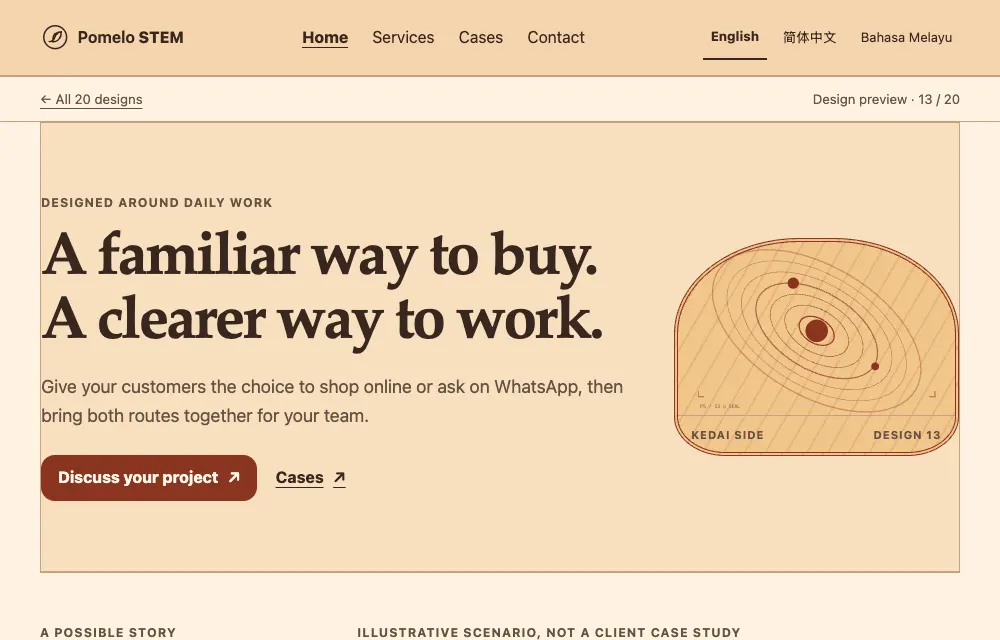 Pomelo STEM
Home Services Cases Contact
English 简体中文 Bahasa Melayu
← All 20 designs
Design preview · 13 / 20
DESIGNED AROUND DAILY WORK
A familiar way to buy.
A clearer way to work.
Give your customers the choice to shop online or ask on WhatsApp, then
bring both routes together for your team.
Discuss your project ↗
Cases ↗
KEDAI SIDE
DESIGN 13
A POSSIBLE STORY
ILLUSTRATIVE SCENARIO, NOT A CLIENT CASE STUDY